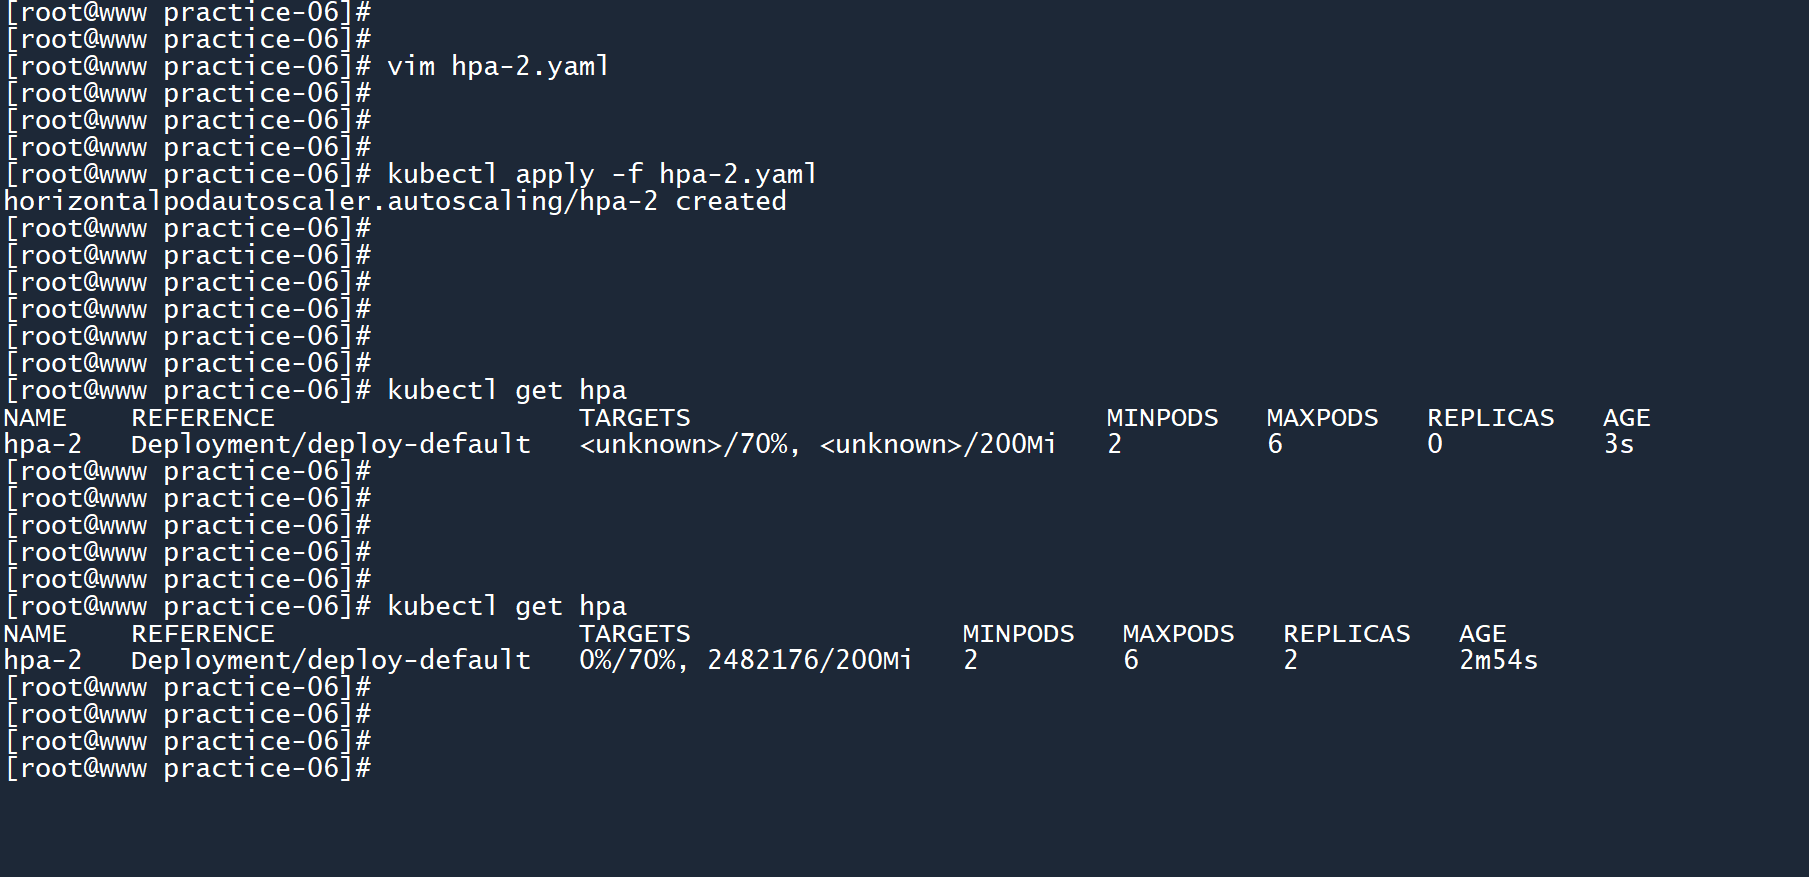 [root@www practice-06]#
[root@www practice-06]#
[root@www practice-06]# vim hpa-2.yaml
[root@www practice-06]#
[root@www practice-06]#
[root@www practice-06]#
[root@www practice-06]# kubectl apply -f hpa-2.yaml
horizontalpodautoscaler.autoscaling/hpa-2 created
[root@www practice-06]#
[root@www practice-06]#
[root@www practice-06]#
[root@www practice-06]#
[root@www practice-06]#
[root@www practice-06]#
[root@www practice-06]# kubectl get hpa
NAME    REFERENCE                   TARGETS                          MINPODS   MAXPODS   REPLICAS   AGE
hpa-2   Deployment/deploy-default   <unknown>/70%, <unknown>/200Mi   2         6         0          3s
[root@www practice-06]#
[root@www practice-06]#
[root@www practice-06]#
[root@www practice-06]#
[root@www practice-06]#
[root@www practice-06]# kubectl get hpa
NAME    REFERENCE                   TARGETS                 MINPODS   MAXPODS   REPLICAS   AGE
hpa-2   Deployment/deploy-default   0%/70%, 2482176/200Mi   2         6         2          2m54s
[root@www practice-06]#
[root@www practice-06]#
[root@www practice-06]#
[root@www practice-06]#